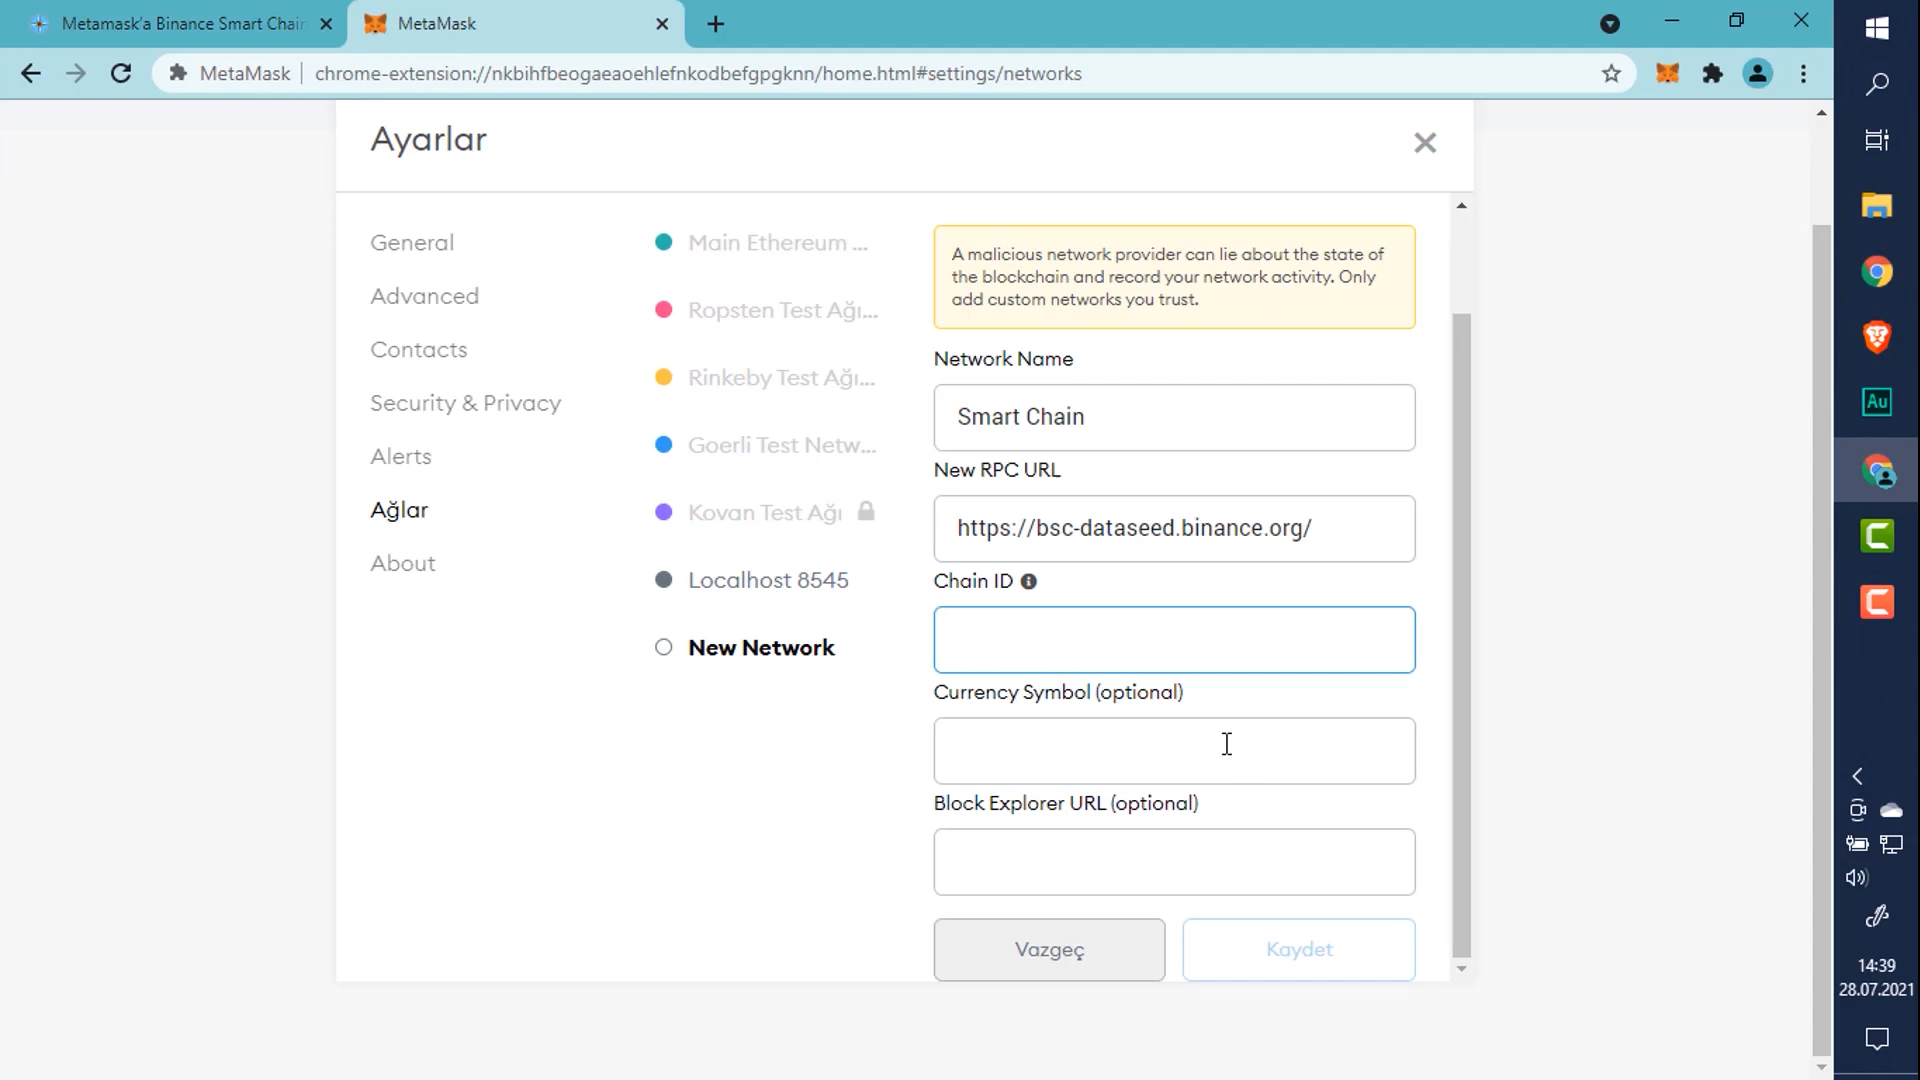 Metamask'a Binance Smart Chain
MetaMask
MetaMask
chrome-extension://nkbihfbeogaeaoehlefnkodbefgpgknn/home.html#settings/networks
Ayarlar
General
Advanced
Contacts
Security & Privacy
Alerts
Ağlar
About
Main Ethereum ...
Ropsten Test Ağı...
Rinkeby Test Ağı...
Goerli Test Netw...
Kovan Test Ağı
Localhost 8545
New Network
A malicious network provider can lie about the state of
the blockchain and record your network activity. Only
add custom networks you trust.
Network Name
Smart Chain
New RPC URL
https://bsc-dataseed.binance.org/
Chain ID
Currency Symbol (optional)
Block Explorer URL (optional)
Vazgeç
Kaydet
Au
14:39
28.07.2021